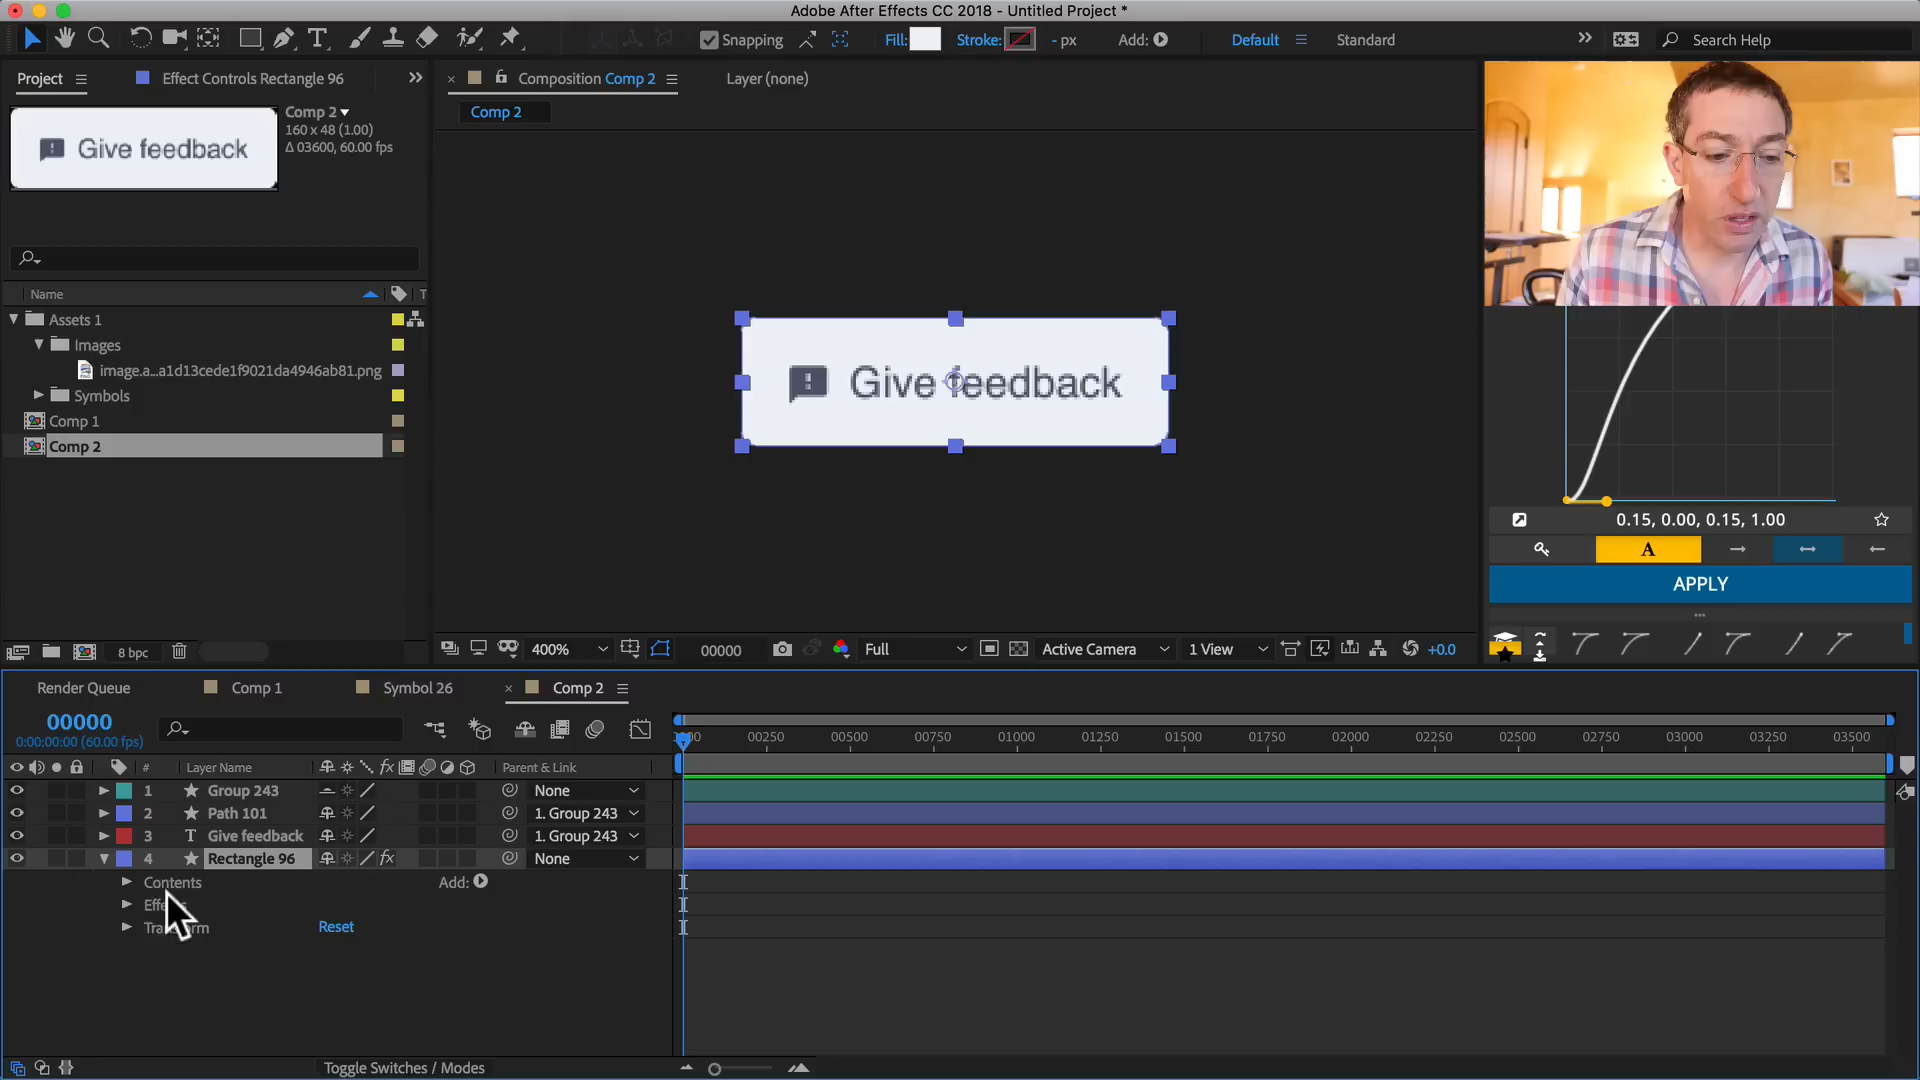 Adobe After Effects CC 2018 - Untitled Project *
Snapping
Fill:
Stroke:
- px
Add:
Default
Standard
Search Help
Project
Effect Controls Rectangle 96
Composition Comp 2
Layer (none)
Comp 2
Give feedback
Comp 2
160 x 48 (1.00)
Δ 03600, 60.00 fps
Name
T
Assets 1
Images
image.a...a1d13cede1f9021da4946ab81.png
Symbols
Comp 1
Comp 2
Give feedback
0.15, 0.00, 0.15, 1.00
A
APPLY
8 bpc
400%
00000
Full
Active Camera
1 View
+0.0
Render Queue
Comp 1
Symbol 26
Comp 2
00000
0:00:00:00 (60.00 fps)
00250 00500 00750 01000 01250 01500 01750 02000 02250 02500 02750 03000 03250 03500
# Layer Name fx Parent & Link
1 Group 243 None
2 Path 101 1. Group 243
3 T Give feedback 1. Group 243
4 Rectangle 96 fx None
Contents Add:
Transform Reset
Toggle Switches / Modes